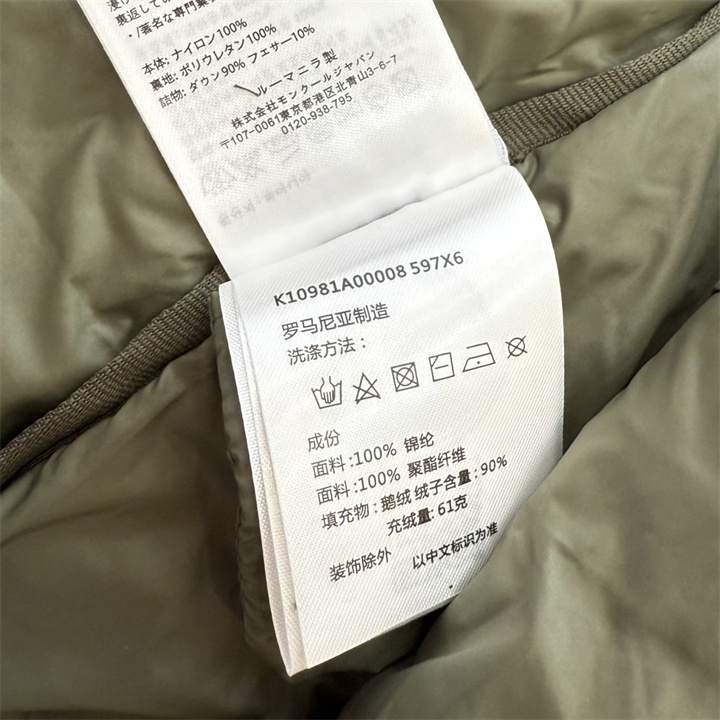 裏返して
・/著名な専門
本体: ナイロン100%
裏地: ポリウレタン100%
詰物: ダウン90% フェザー10%
ルーマニラ製
株式会社モンクールジャパン
〒107-0061東京都港区北青山3-6-7
0120-938-795
K10981A00008 597X6
罗马尼亚制造
洗涤方法：
成份
面料:100% 锦纶
面料:100% 聚酯纤维
填充物:鹅绒 绒子含量:90%
充绒量:61克
装饰除外 以中文标识为准